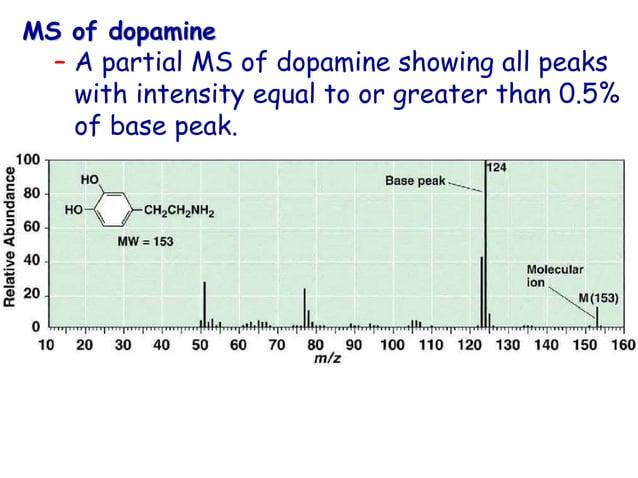 MS of dopamine
– A partial MS of dopamine showing all peaks
with intensity equal to or greater than 0.5%
of base peak.
Relative Abundance
100
80
60
40
20
0
HO
HO
CH₂CH₂NH₂
MW = 153
Base peak
124
Molecular
ion
M (153)
10 20 30 40 50 60 70 80 90 100 110 120 130 140 150 160
m/z